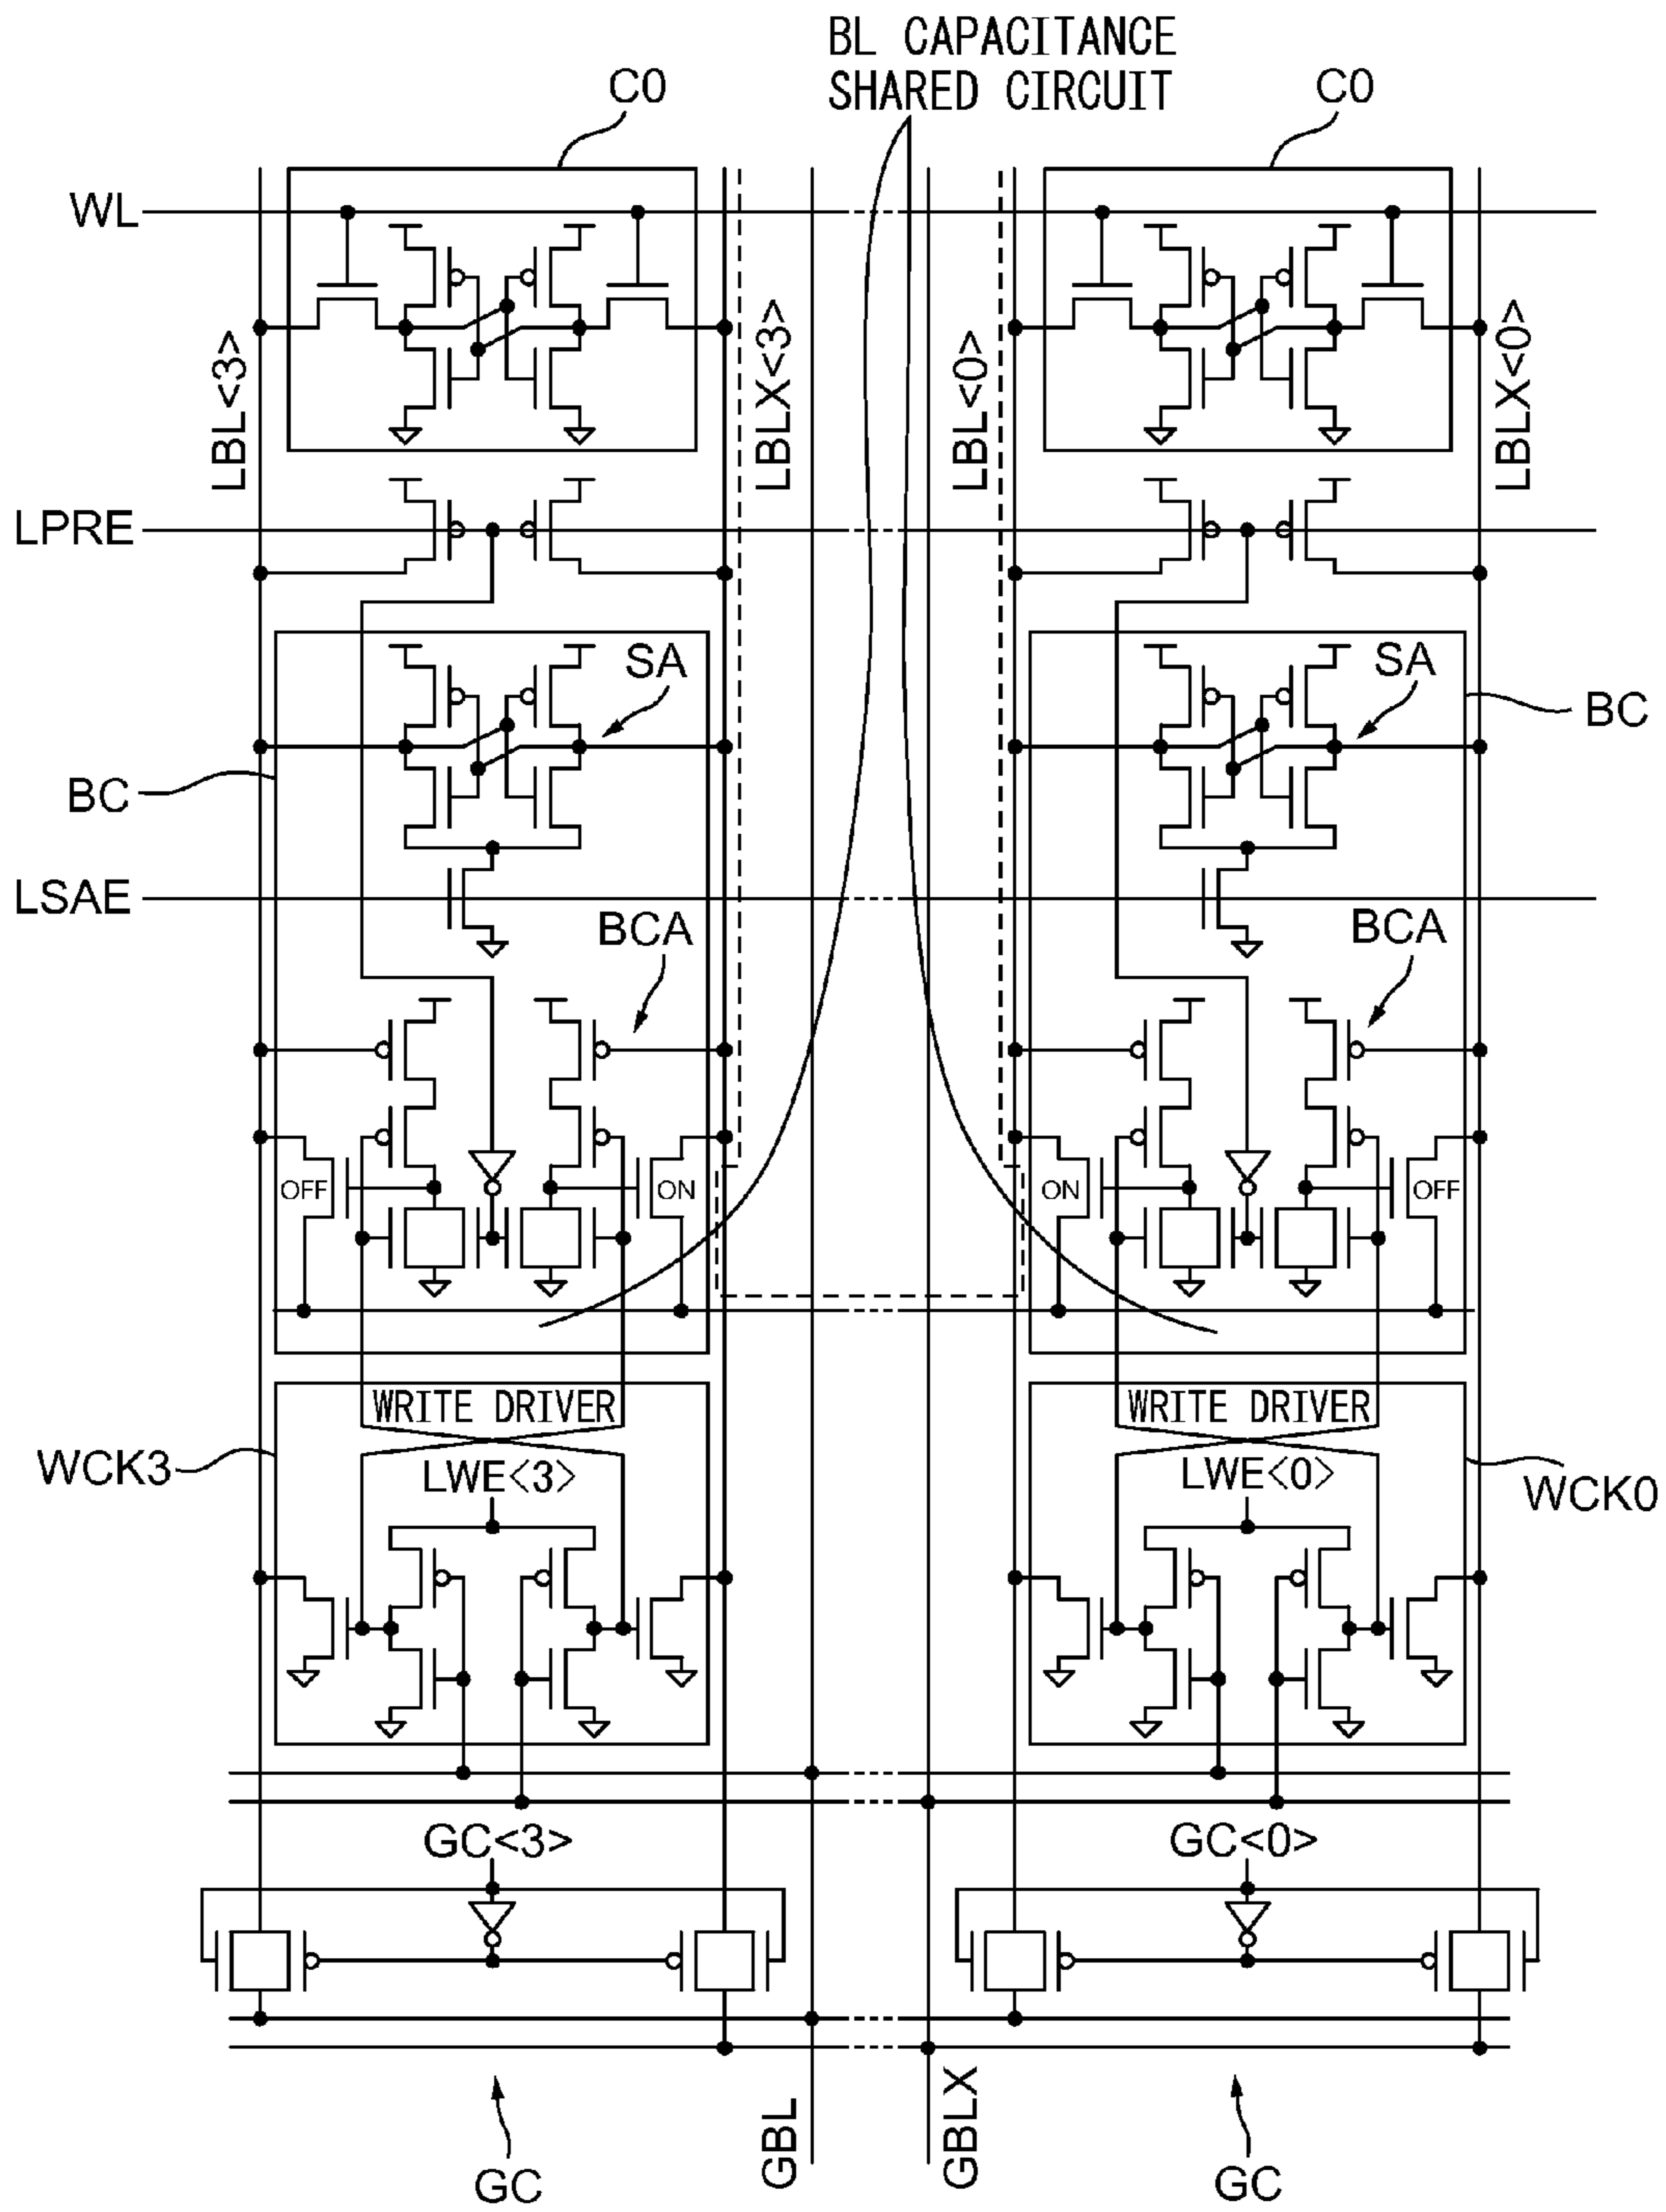 BL CAPACITANCE
SHARED CIRCUIT
C0
C0
WL
LBL<3>
LBLX<3>
LBL<0>
LBLX<0>
LPRE
SA
SA
BC
BC
LSAE
BCA
BCA
OFF
ON
ON
OFF
WRITE DRIVER
WRITE DRIVER
WCK3
LWE<3>
LWE<0>
WCK0
GC<3>
GC<0>
GBL
GBLX
GC
GC